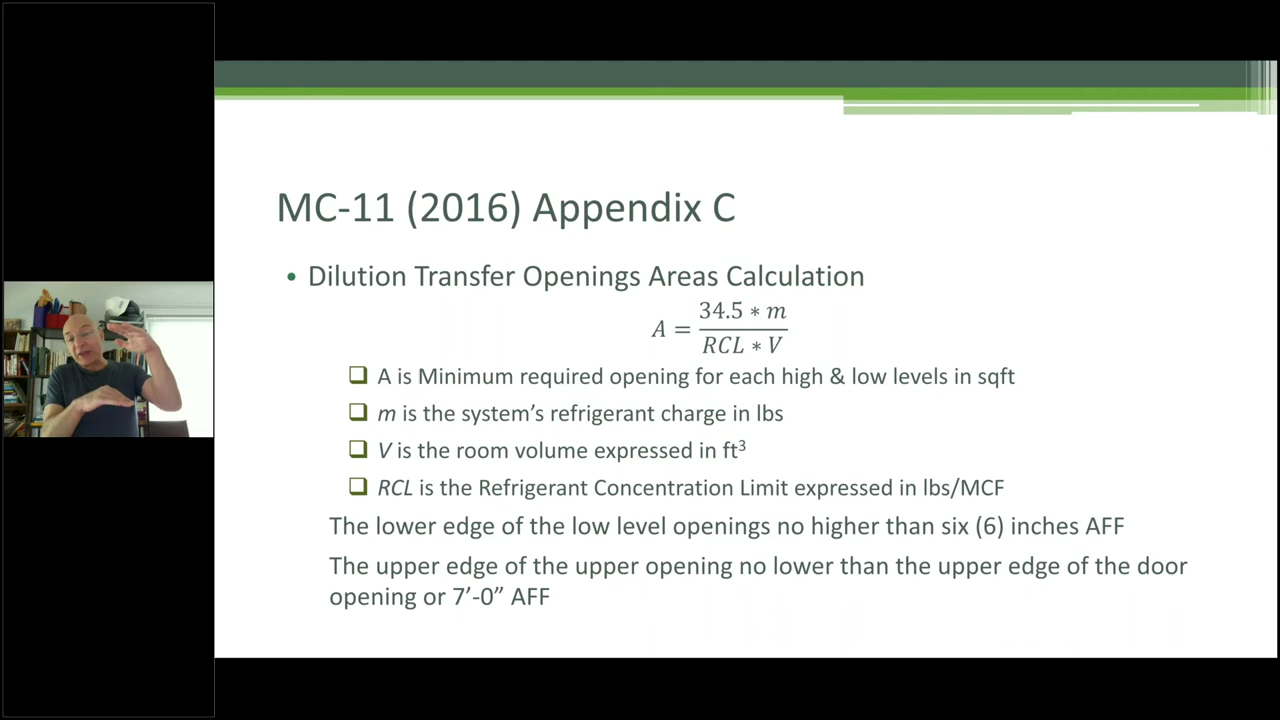 MC-11 (2016) Appendix C
• Dilution Transfer Openings Areas Calculation
A = 34.5 * m / RCL * V
❑ A is Minimum required opening for each high & low levels in sqft
❑ m is the system’s refrigerant charge in lbs
❑ V is the room volume expressed in ft³
❑ RCL is the Refrigerant Concentration Limit expressed in lbs/MCF
The lower edge of the low level openings no higher than six (6) inches AFF
The upper edge of the upper opening no lower than the upper edge of the door
opening or 7’-0” AFF